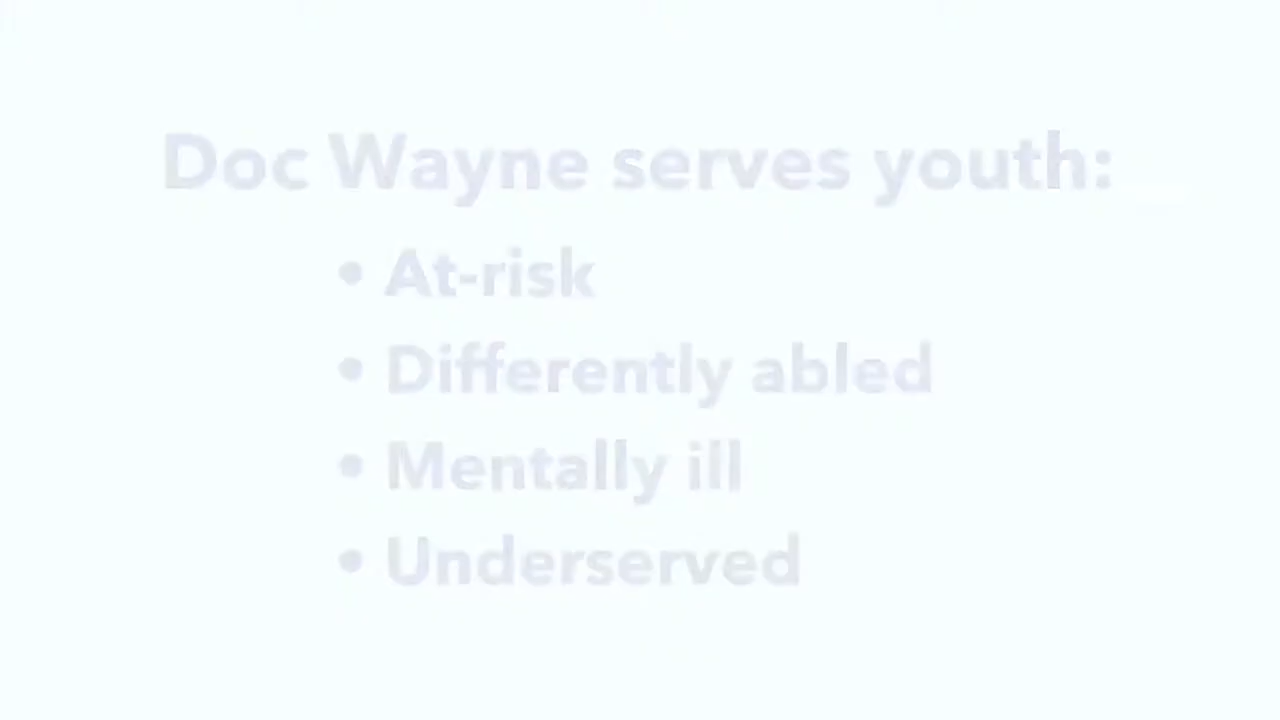 Doc Wayne serves youth:
• At-risk
• Differently abled
• Mentally ill
• Underserved